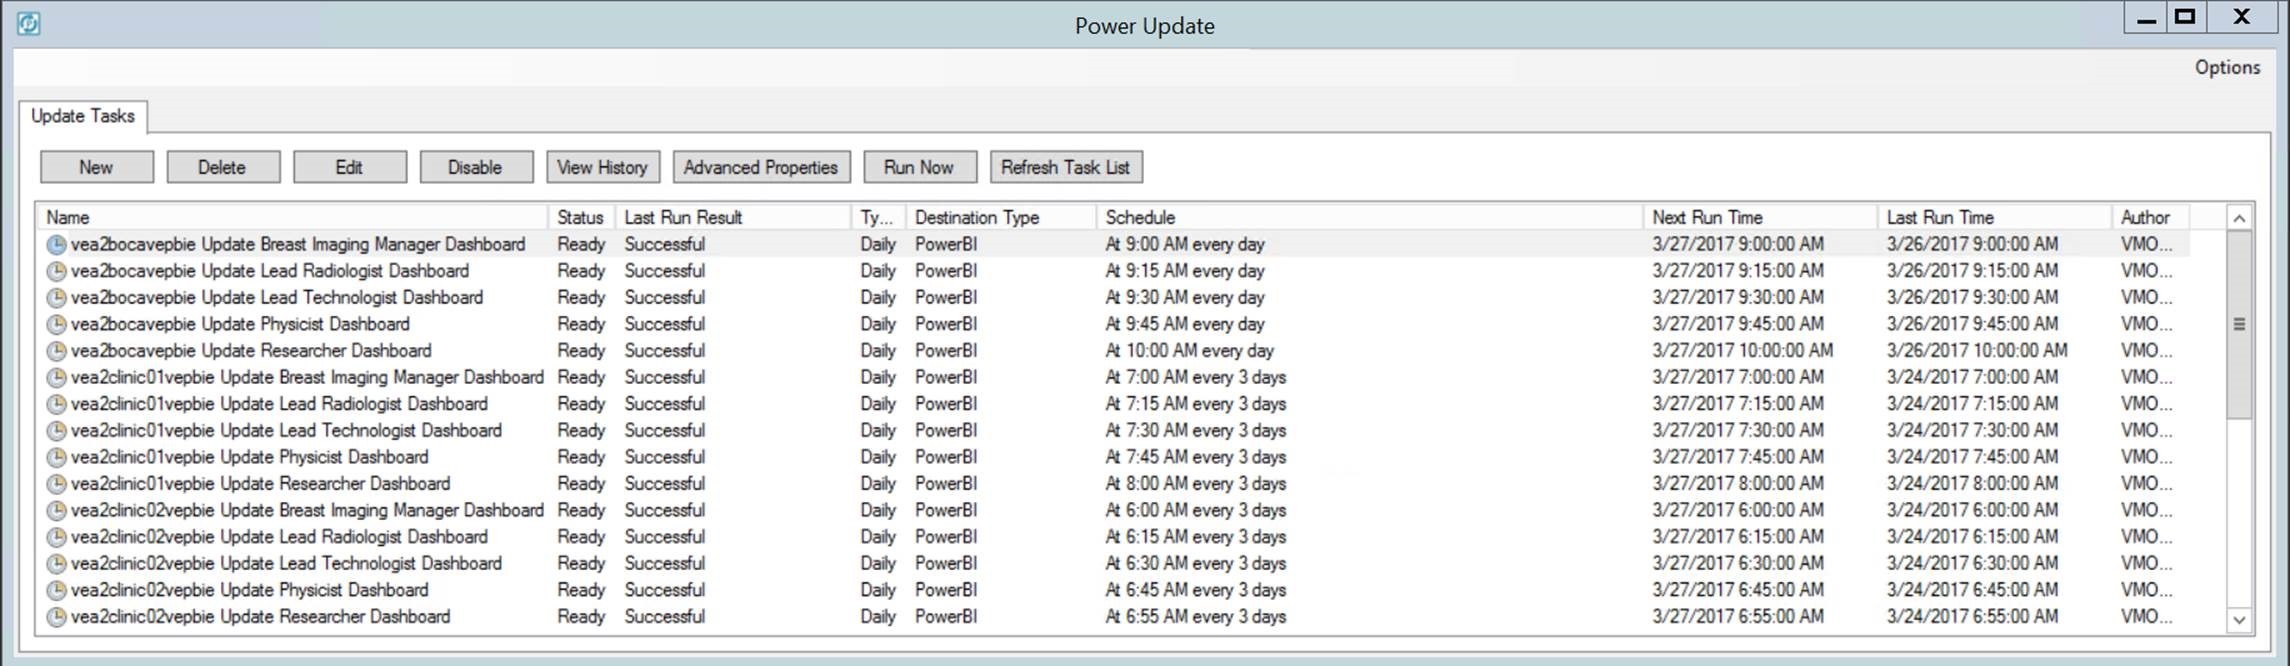 Power Update
Options
Update Tasks
New Delete Edit Disable View History Advanced Properties Run Now Refresh Task List
Name Status Last Run Result Ty... Destination Type Schedule Next Run Time Last Run Time Author
vea2bocavepbie Update Breast Imaging Manager Dashboard Ready Successful Daily PowerBI At 9:00 AM every day 3/27/2017 9:00:00 AM 3/26/2017 9:00:00 AM VMO...
vea2bocavepbie Update Lead Radiologist Dashboard Ready Successful Daily PowerBI At 9:15 AM every day 3/27/2017 9:15:00 AM 3/26/2017 9:15:00 AM VMO...
vea2bocavepbie Update Lead Technologist Dashboard Ready Successful Daily PowerBI At 9:30 AM every day 3/27/2017 9:30:00 AM 3/26/2017 9:30:00 AM VMO...
vea2bocavepbie Update Physicist Dashboard Ready Successful Daily PowerBI At 9:45 AM every day 3/27/2017 9:45:00 AM 3/26/2017 9:45:00 AM VMO...
vea2bocavepbie Update Researcher Dashboard Ready Successful Daily PowerBI At 10:00 AM every day 3/27/2017 10:00:00 AM 3/26/2017 10:00:00 AM VMO...
vea2clinic01vepbie Update Breast Imaging Manager Dashboard Ready Successful Daily PowerBI At 7:00 AM every 3 days 3/27/2017 7:00:00 AM 3/24/2017 7:00:00 AM VMO...
vea2clinic01vepbie Update Lead Radiologist Dashboard Ready Successful Daily PowerBI At 7:15 AM every 3 days 3/27/2017 7:15:00 AM 3/24/2017 7:15:00 AM VMO...
vea2clinic01vepbie Update Lead Technologist Dashboard Ready Successful Daily PowerBI At 7:30 AM every 3 days 3/27/2017 7:30:00 AM 3/24/2017 7:30:00 AM VMO...
vea2clinic01vepbie Update Physicist Dashboard Ready Successful Daily PowerBI At 7:45 AM every 3 days 3/27/2017 7:45:00 AM 3/24/2017 7:45:00 AM VMO...
vea2clinic01vepbie Update Researcher Dashboard Ready Successful Daily PowerBI At 8:00 AM every 3 days 3/27/2017 8:00:00 AM 3/24/2017 8:00:00 AM VMO...
vea2clinic02vepbie Update Breast Imaging Manager Dashboard Ready Successful Daily PowerBI At 6:00 AM every 3 days 3/27/2017 6:00:00 AM 3/24/2017 6:00:00 AM VMO...
vea2clinic02vepbie Update Lead Radiologist Dashboard Ready Successful Daily PowerBI At 6:15 AM every 3 days 3/27/2017 6:15:00 AM 3/24/2017 6:15:00 AM VMO...
vea2clinic02vepbie Update Lead Technologist Dashboard Ready Successful Daily PowerBI At 6:30 AM every 3 days 3/27/2017 6:30:00 AM 3/24/2017 6:30:00 AM VMO...
vea2clinic02vepbie Update Physicist Dashboard Ready Successful Daily PowerBI At 6:45 AM every 3 days 3/27/2017 6:45:00 AM 3/24/2017 6:45:00 AM VMO...
vea2clinic02vepbie Update Researcher Dashboard Ready Successful Daily PowerBI At 6:55 AM every 3 days 3/27/2017 6:55:00 AM 3/24/2017 6:55:00 AM VMO...